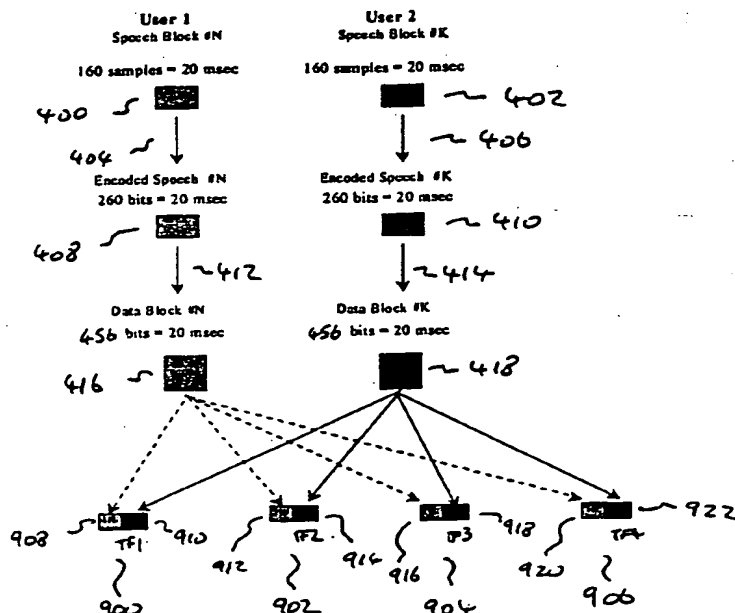 User 1 User 2
Speech Block #N Speech Block #K
160 samples = 20 msec 160 samples = 20 msec
400 402
404 406
Encoded Speech #N Encoded Speech #K
260 bits = 20 msec 260 bits = 20 msec
408 410
412 414
Data Block #N Data Block #K
456 bits = 20 msec 456 bits = 20 msec
416 418
908 TF1 910 912 TF2 914 916 TF3 918 920 TF4 922
902 904 906